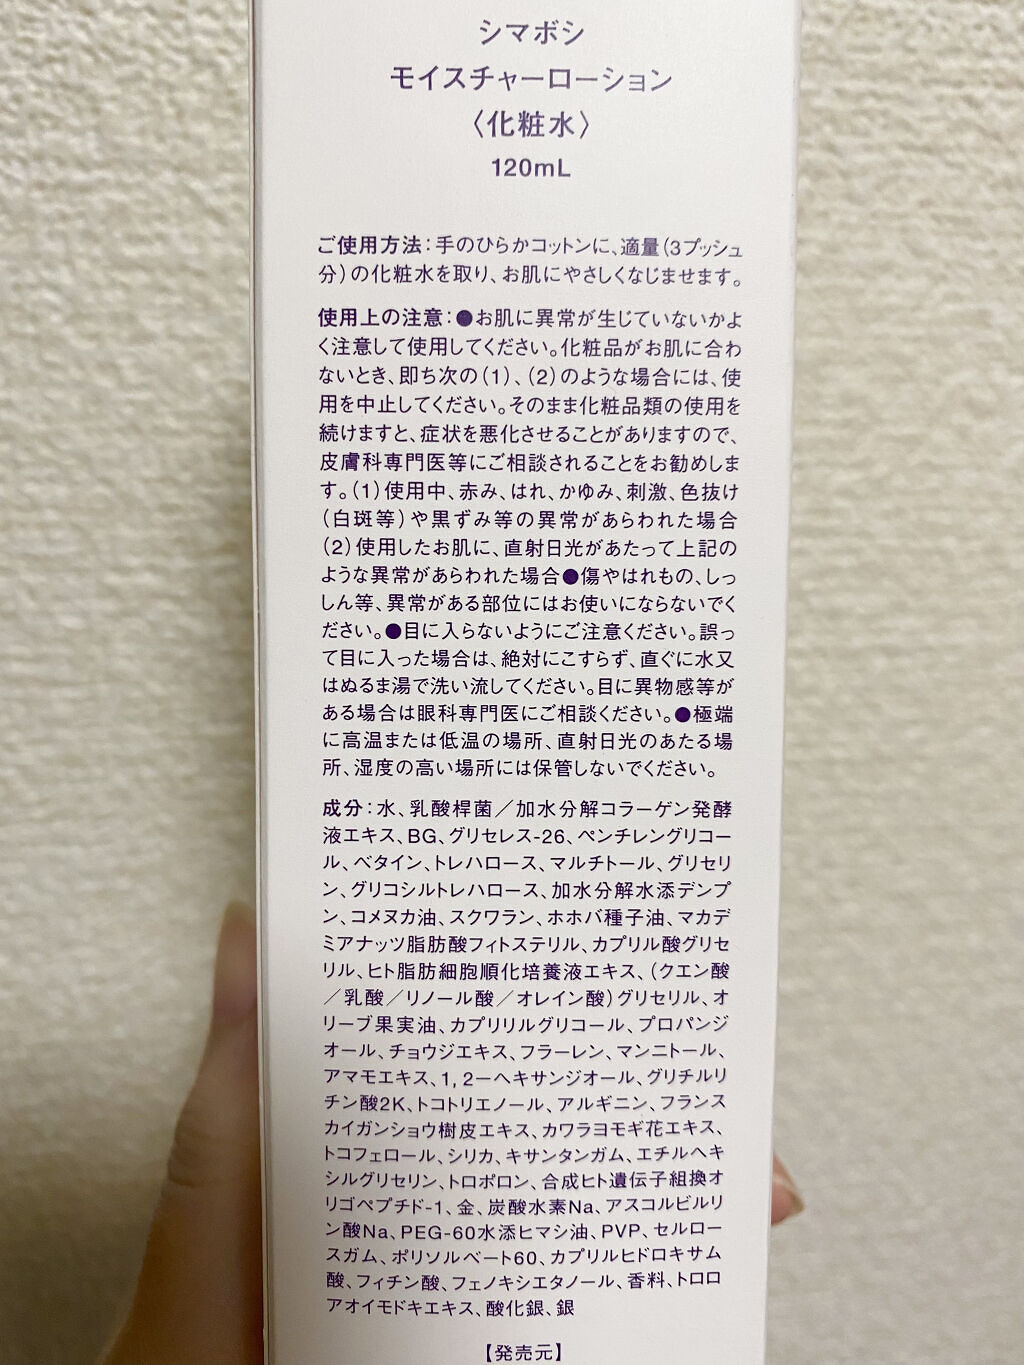 シマボシ
モイスチャーローション
〈化粧水〉
120mL
ご使用方法：手のひらかコットンに、適量（3プッシュ
分）の化粧水を取り、お肌にやさしくなじませます。
使用上の注意：●お肌に異常が生じていないかよ
く注意して使用してください。化粧品がお肌に合わ
ないとき、即ち次の（1）、（2）のような場合には、使
用を中止してください。そのまま化粧品類の使用を
続けますと、症状を悪化させることがありますので、
皮膚科専門医等にご相談されることをお勧めしま
す。（1）使用中、赤み、はれ、かゆみ、刺激、色抜け
（白斑等）や黒ずみ等の異常があらわれた場合
（2）使用したお肌に、直射日光があたって上記の
ような異常があらわれた場合●傷やはれもの、しっ
しん等、異常がある部位にはお使いにならないでく
ださい。●目に入らないようにご注意ください。誤っ
て目に入った場合は、絶対にこすらず、直ぐに水又
はぬるま湯で洗い流してください。目に異物感等が
ある場合は眼科専門医にご相談ください。●極端
に高温または低温の場所、直射日光のあたる場
所、湿度の高い場所には保管しないでください。
成分：水、乳酸桿菌／加水分解コラーゲン発酵
液エキス、BG、グリセレス-26、ペンチレングリコー
ル、ベタイン、トレハロース、マルチトール、グリセリ
ン、グリコシルトレハロース、加水分解水添デンプ
ン、コメヌカ油、スクワラン、ホホバ種子油、マカデ
ミアナッツ脂肪酸フィトステリル、カプリル酸グリセ
リル、ヒト脂肪細胞順化培養液エキス、（クエン酸
／乳酸／リノール酸／オレイン酸）グリセリル、オ
リーブ果実油、カプリリルグリコール、プロパンジ
オール、チョウジエキス、フラーレン、マンニトール、
アマモエキス、1，2－ヘキサンジオール、グリチルリ
チン酸2K、トコトリエノール、アルギニン、フランス
カイガンショウ樹皮エキス、カワラヨモギ花エキス、
トコフェロール、シリカ、キサンタンガム、エチルヘキ
シルグリセリン、トロポロン、合成ヒト遺伝子組換オ
リゴペプチド-1、金、炭酸水素Na、アスコルビルリ
ン酸Na、PEG-60水添ヒマシ油、PVP、セルロー
スガム、ポリソルベート60、カプリルヒドロキサム
酸、フィチン酸、フェノキシエタノール、香料、トロロ
アオイモドキエキス、酸化銀、銀
【発売元】